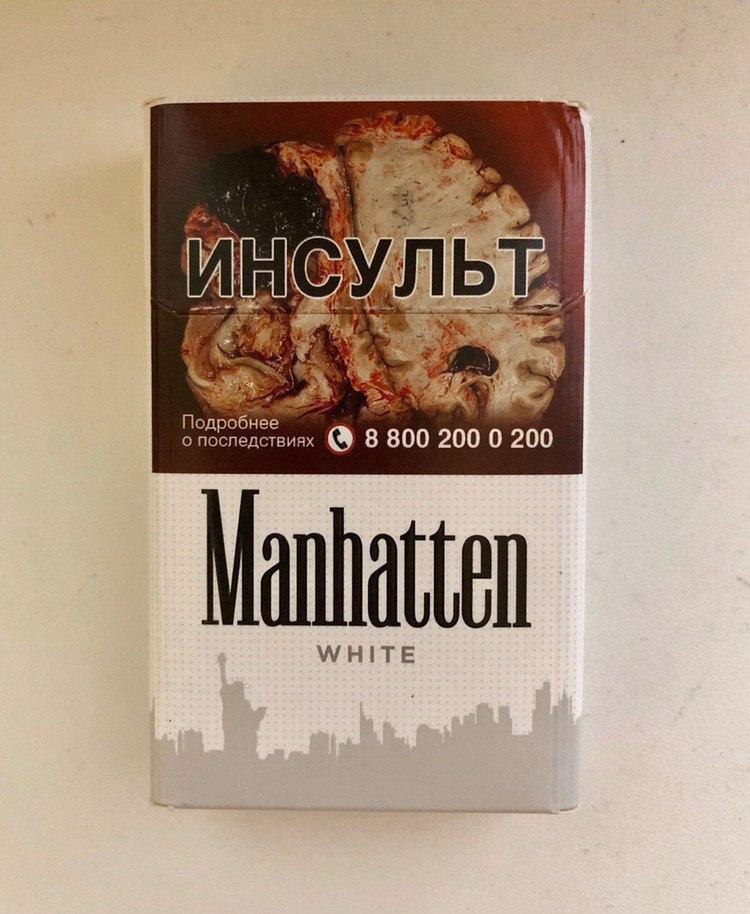 ИНСУЛЬТ
Подробнее
о последствиях 8 800 200 0 200
Manhatten
WHITE